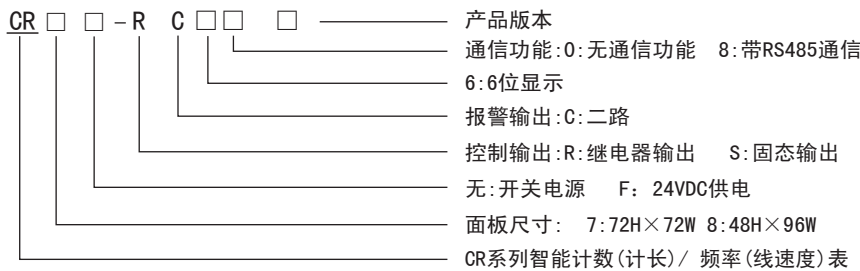 CR□ □-R C□□ □ 产品版本
通信功能:0:无通信功能 8:带RS485通信
6:6位显示
报警输出:C:二路
控制输出:R:继电器输出 S:固态输出
无:开关电源 F: 24VDC供电
面板尺寸: 7:72H×72W 8:48H×96W
CR系列智能计数(计长)/ 频率(线速度)表